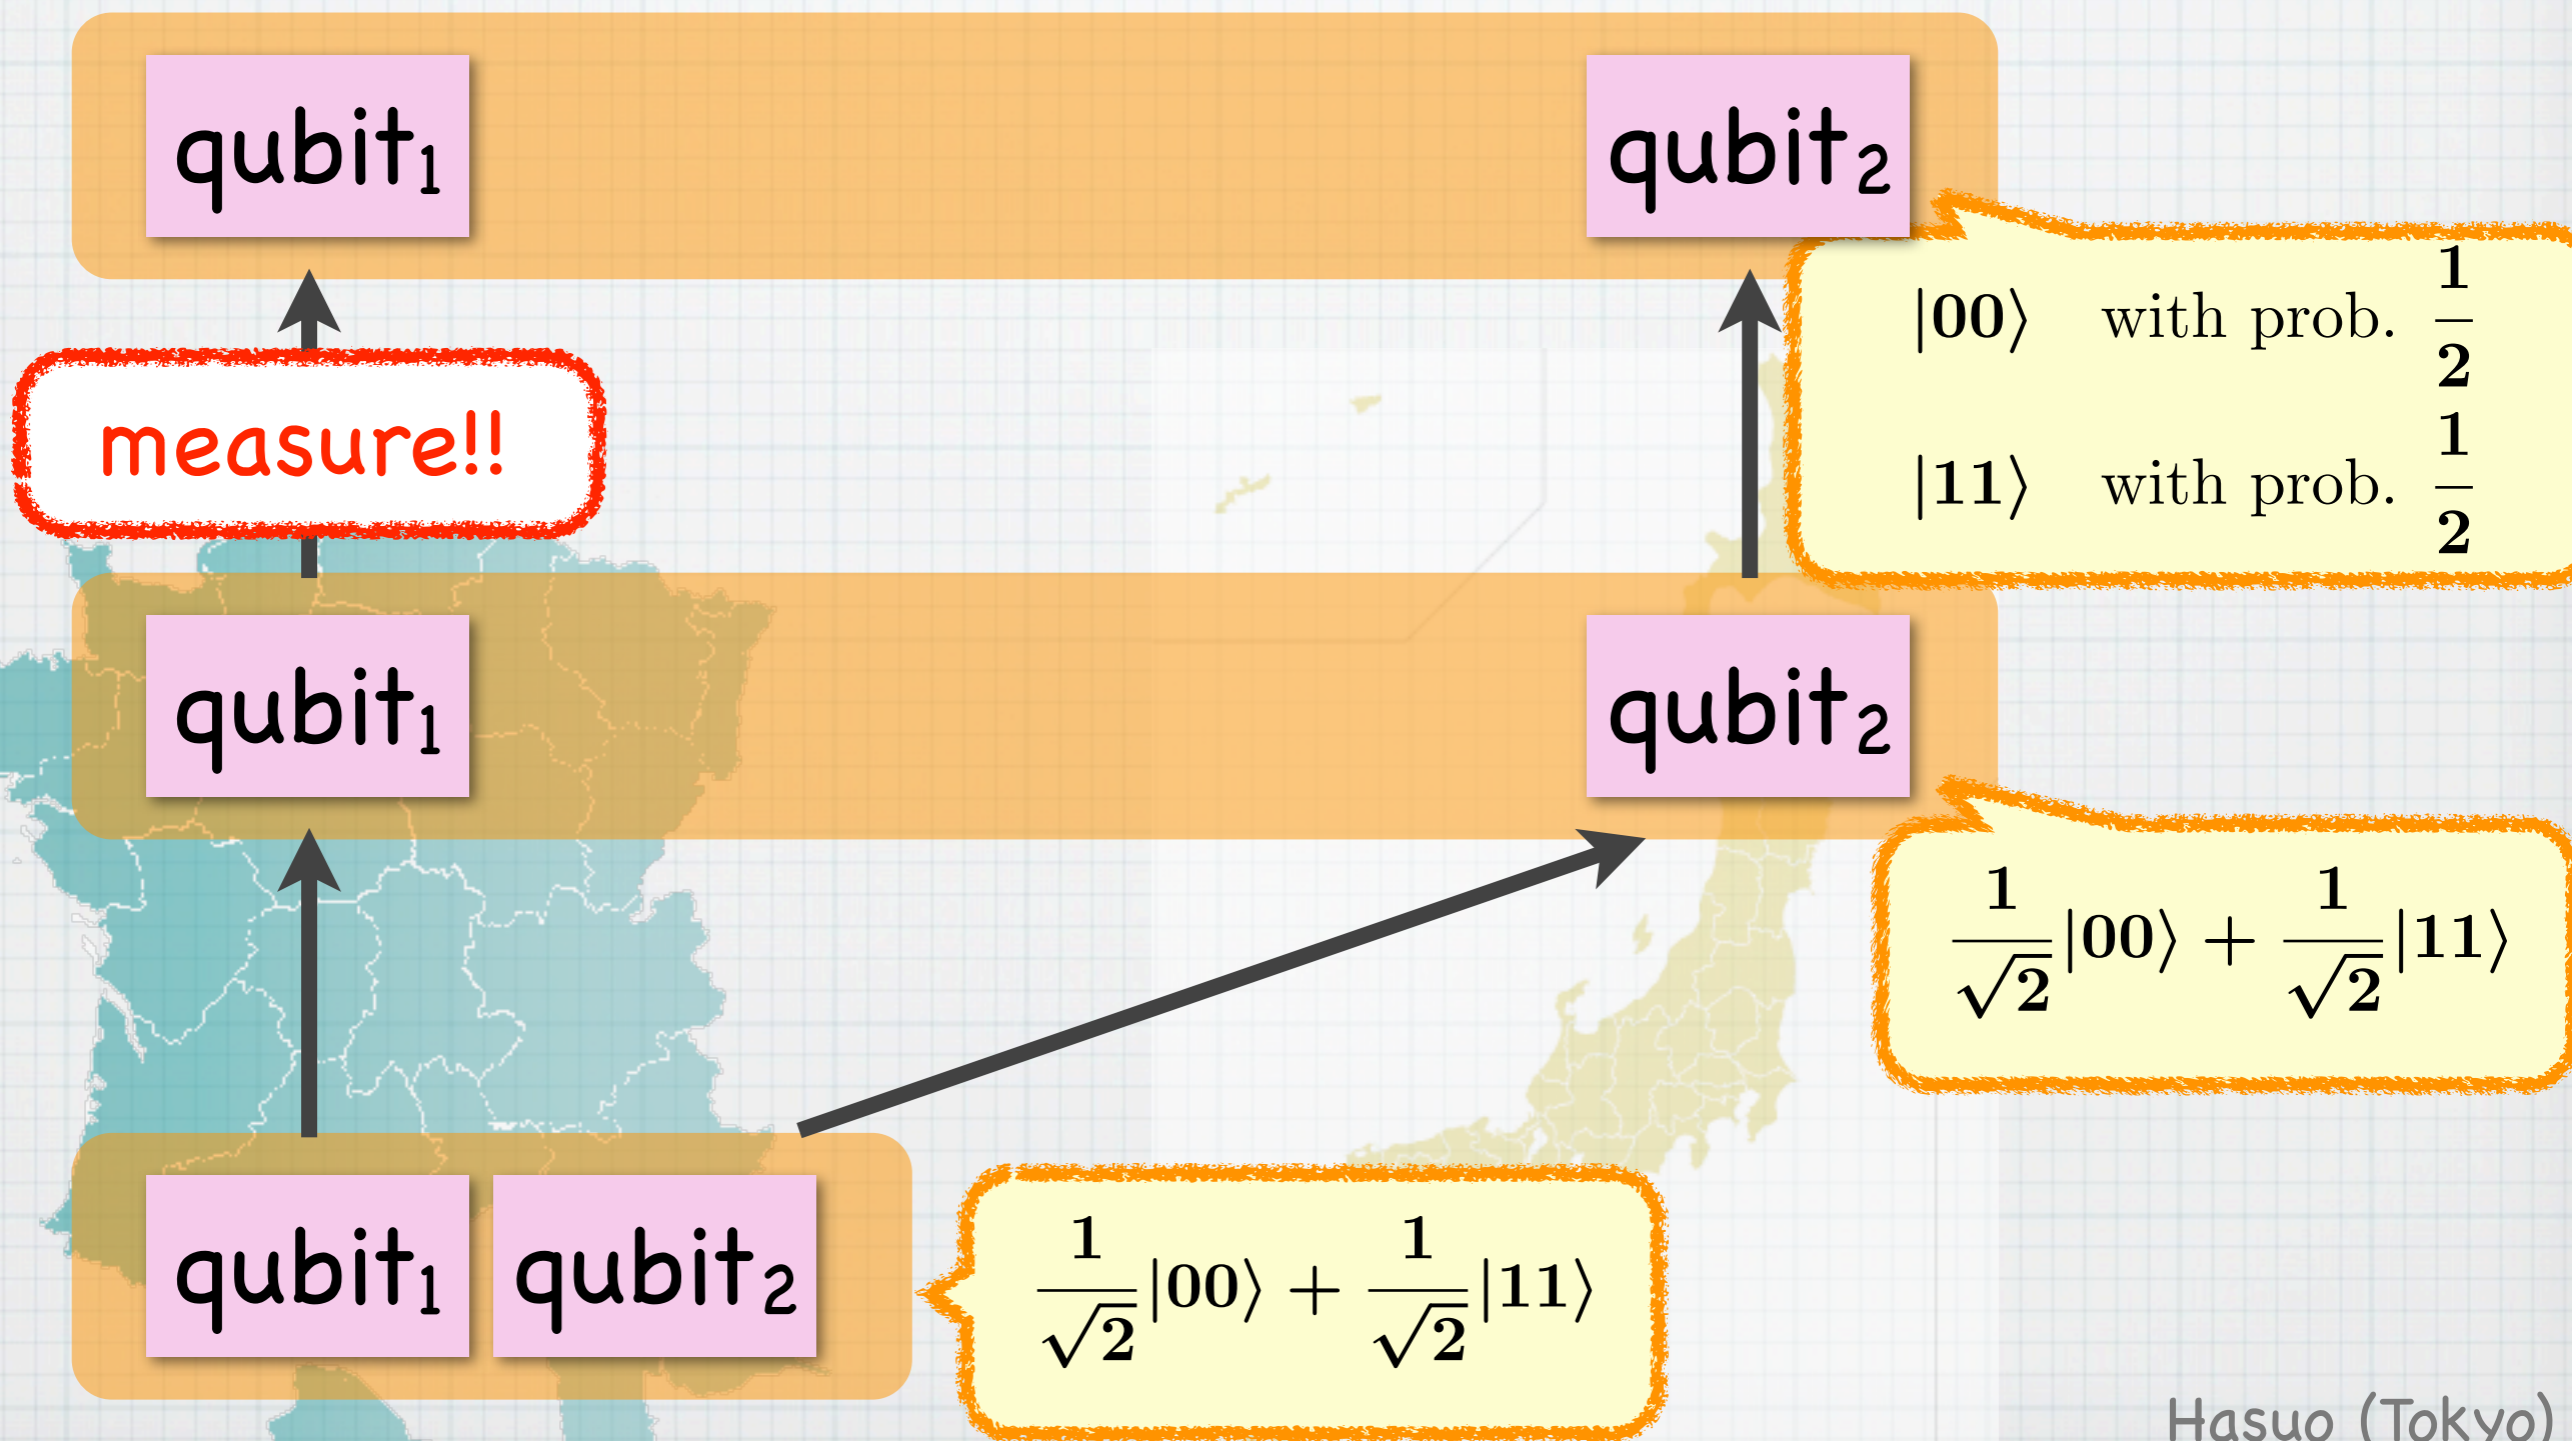 qubit₁ qubit₂
|00⟩ with prob. 1/2
measure!!
|11⟩ with prob. 1/2
qubit₁ qubit₂
1/√2|00⟩ + 1/√2|11⟩
qubit₁ qubit₂
1/√2|00⟩ + 1/√2|11⟩
Hasuo (Tokyo)